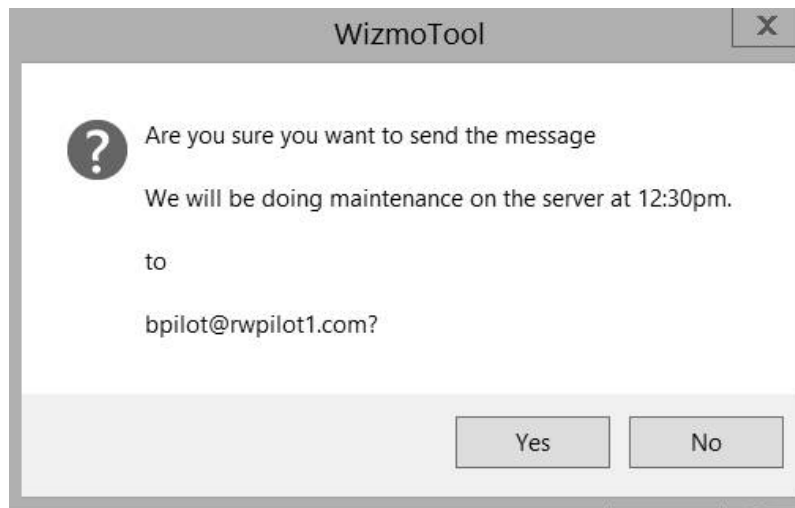 WizmoTool
X
Are you sure you want to send the message
We will be doing maintenance on the server at 12:30pm.
to
bpilot@rwpilot1.com?
Yes
No